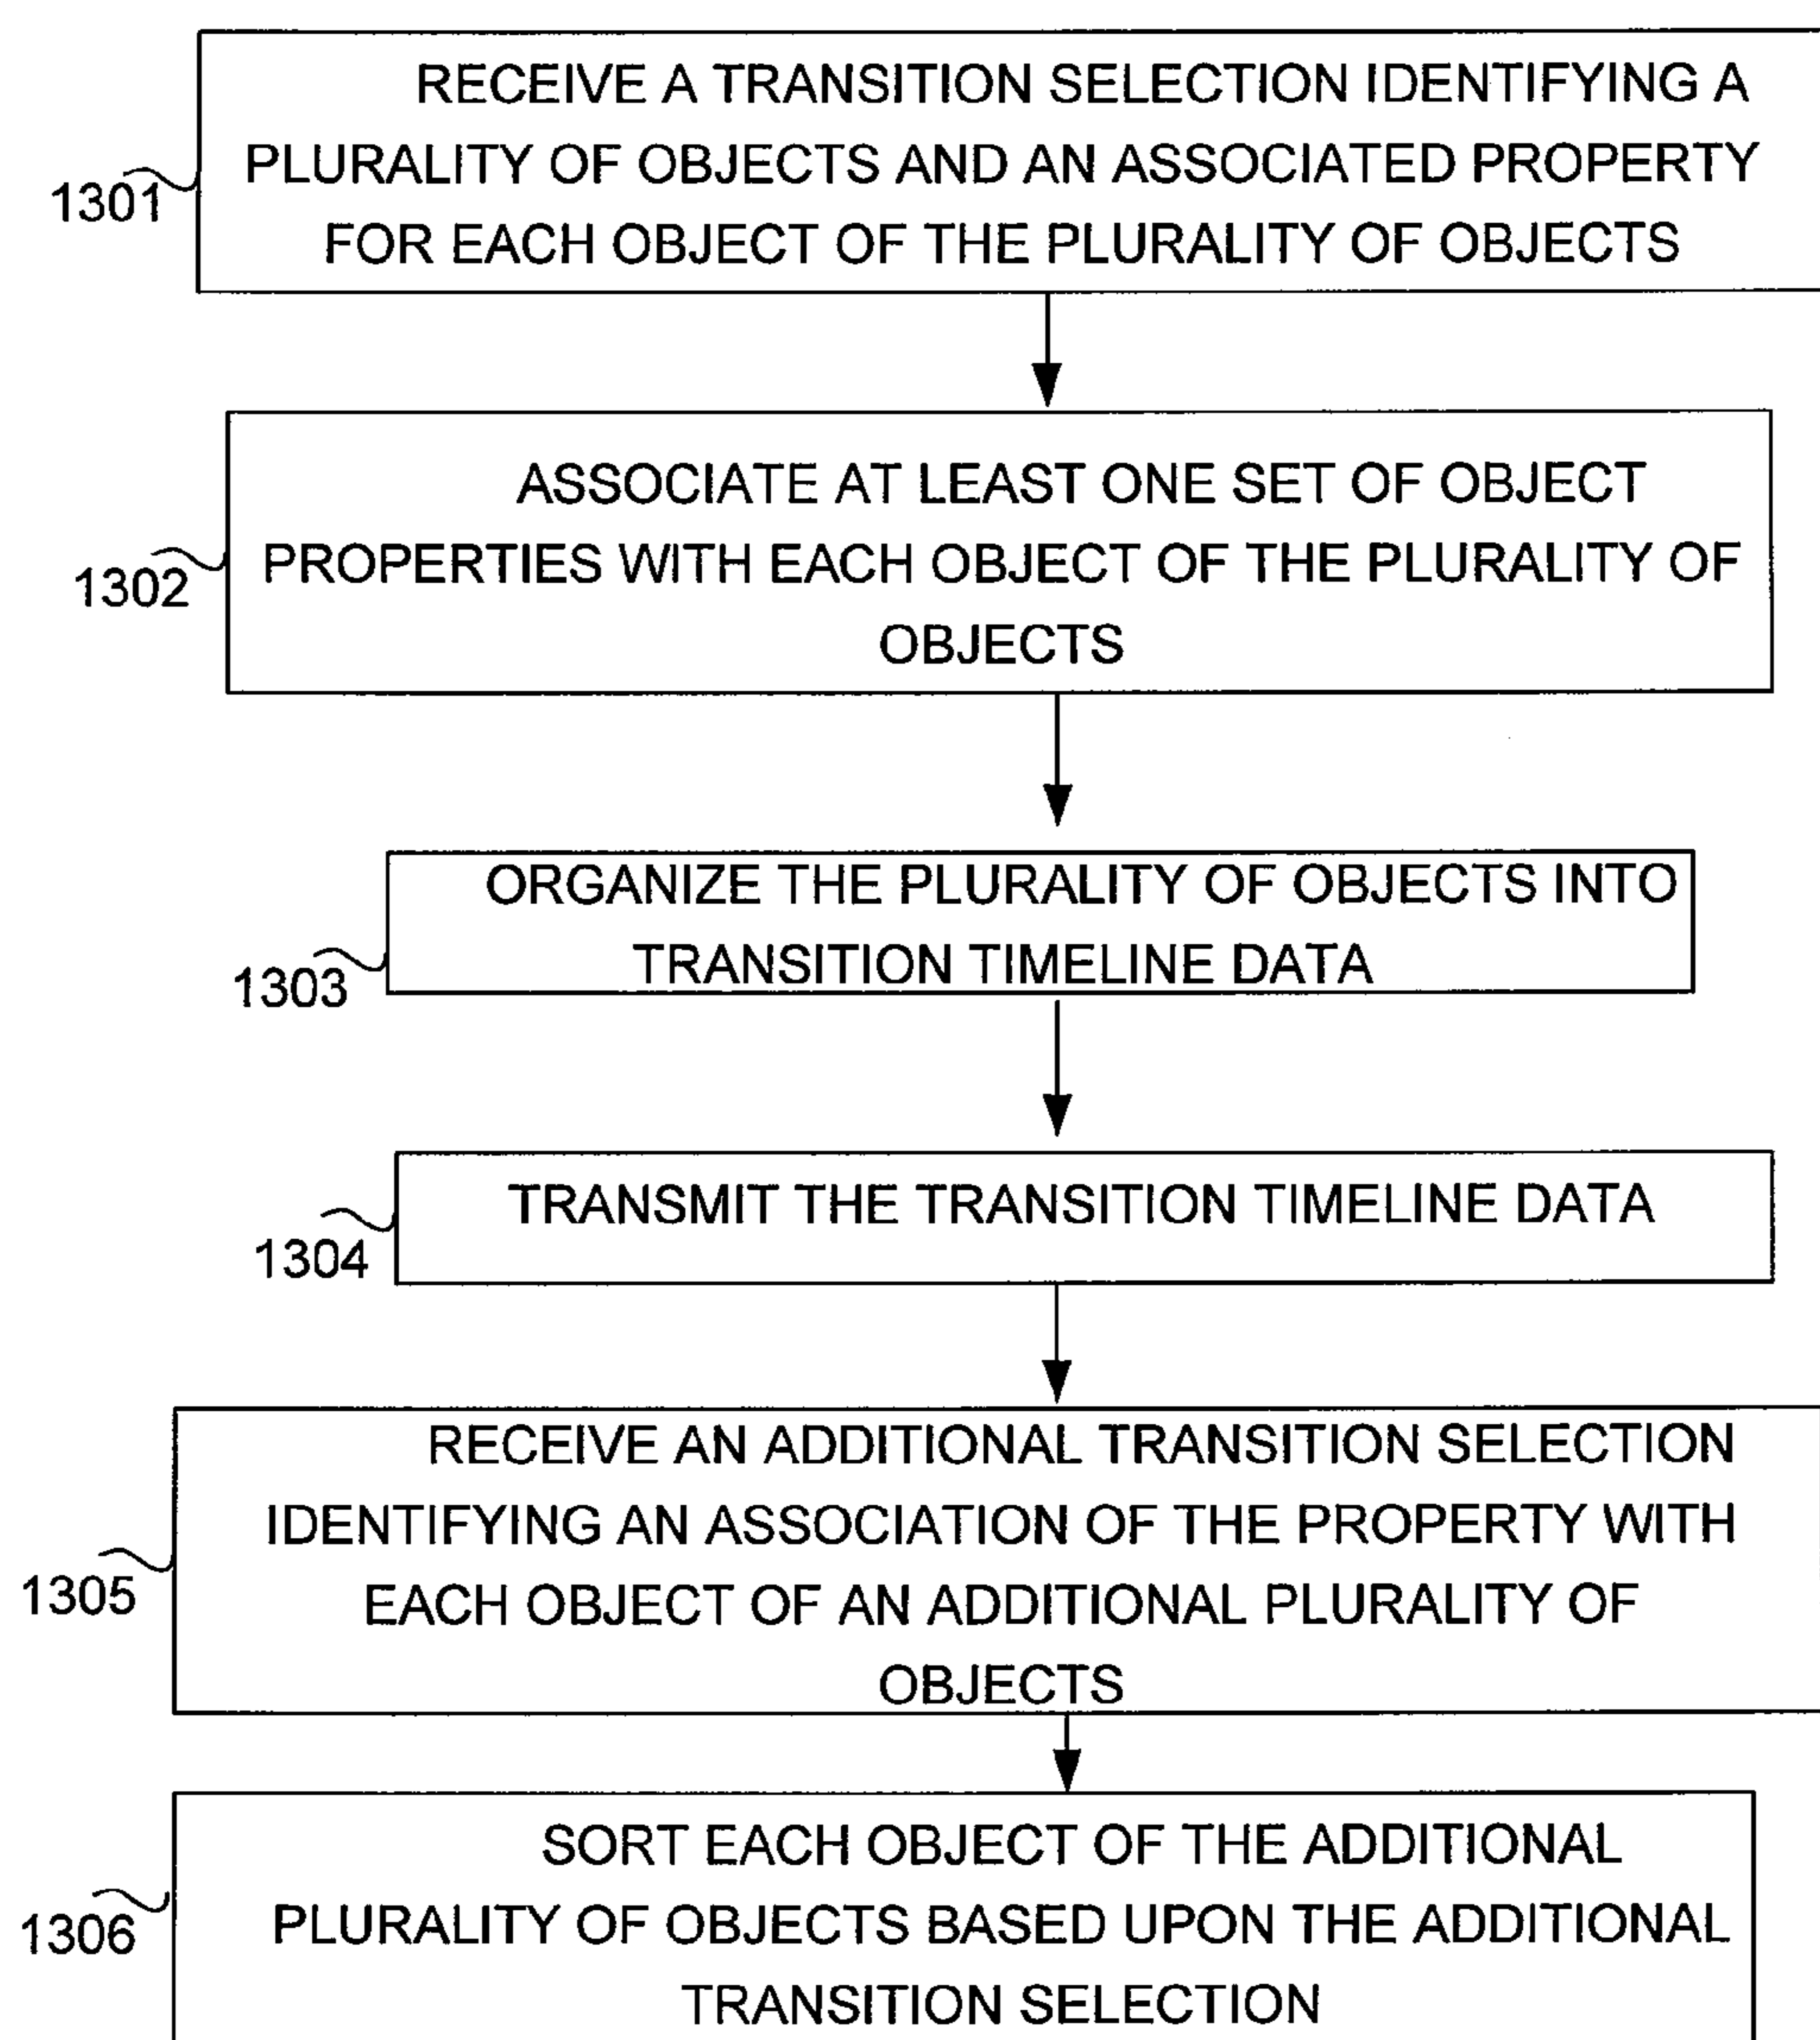 RECEIVE A TRANSITION SELECTION IDENTIFYING A
PLURALITY OF OBJECTS AND AN ASSOCIATED PROPERTY
FOR EACH OBJECT OF THE PLURALITY OF OBJECTS
1301
ASSOCIATE AT LEAST ONE SET OF OBJECT
PROPERTIES WITH EACH OBJECT OF THE PLURALITY OF
OBJECTS
1302
ORGANIZE THE PLURALITY OF OBJECTS INTO
TRANSITION TIMELINE DATA
1303
TRANSMIT THE TRANSITION TIMELINE DATA
1304
RECEIVE AN ADDITIONAL TRANSITION SELECTION
IDENTIFYING AN ASSOCIATION OF THE PROPERTY WITH
EACH OBJECT OF AN ADDITIONAL PLURALITY OF
OBJECTS
1305
SORT EACH OBJECT OF THE ADDITIONAL
PLURALITY OF OBJECTS BASED UPON THE ADDITIONAL
TRANSITION SELECTION
1306